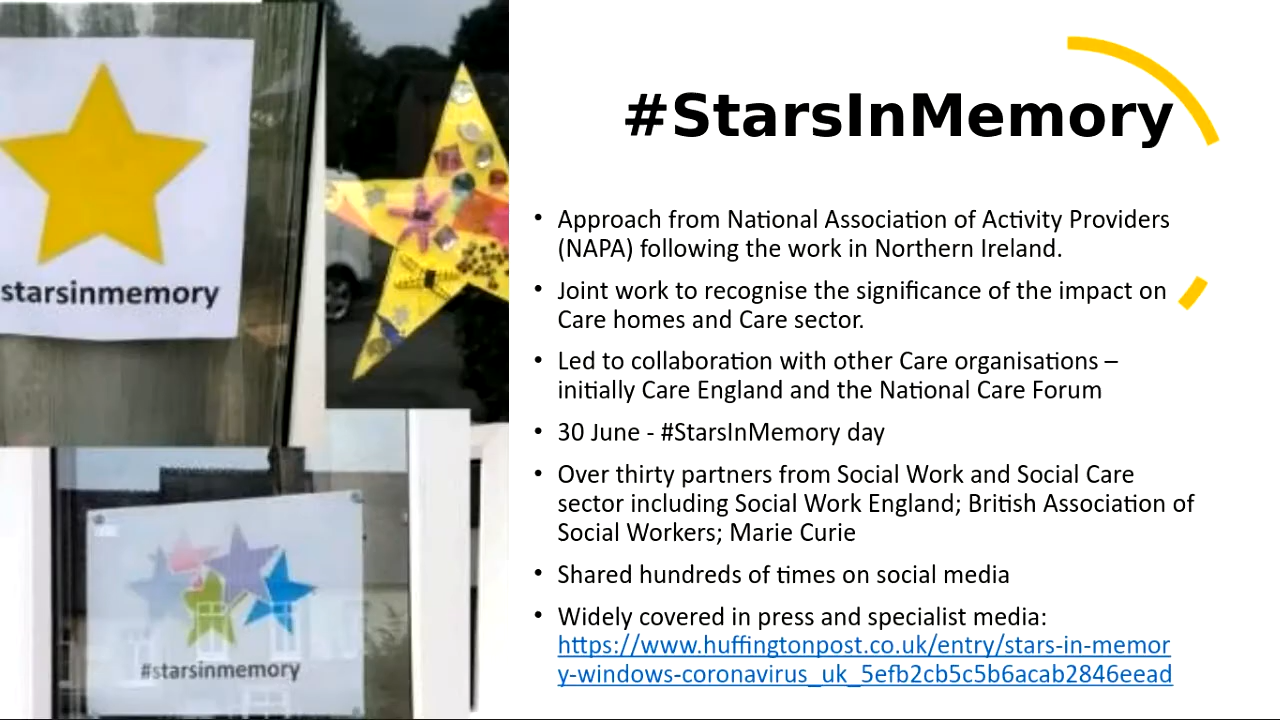 #StarsInMemory
starsinmemory
#starsinmemory
• Approach from National Association of Activity Providers
(NAPA) following the work in Northern Ireland.
• Joint work to recognise the significance of the impact on
Care homes and Care sector.
• Led to collaboration with other Care organisations –
initially Care England and the National Care Forum
• 30 June - #StarsInMemory day
• Over thirty partners from Social Work and Social Care
sector including Social Work England; British Association of
Social Workers; Marie Curie
• Shared hundreds of times on social media
• Widely covered in press and specialist media:
https://www.huffingtonpost.co.uk/entry/stars-in-memor
y-windows-coronavirus_uk_5efb2cb5c5b6acab2846eead